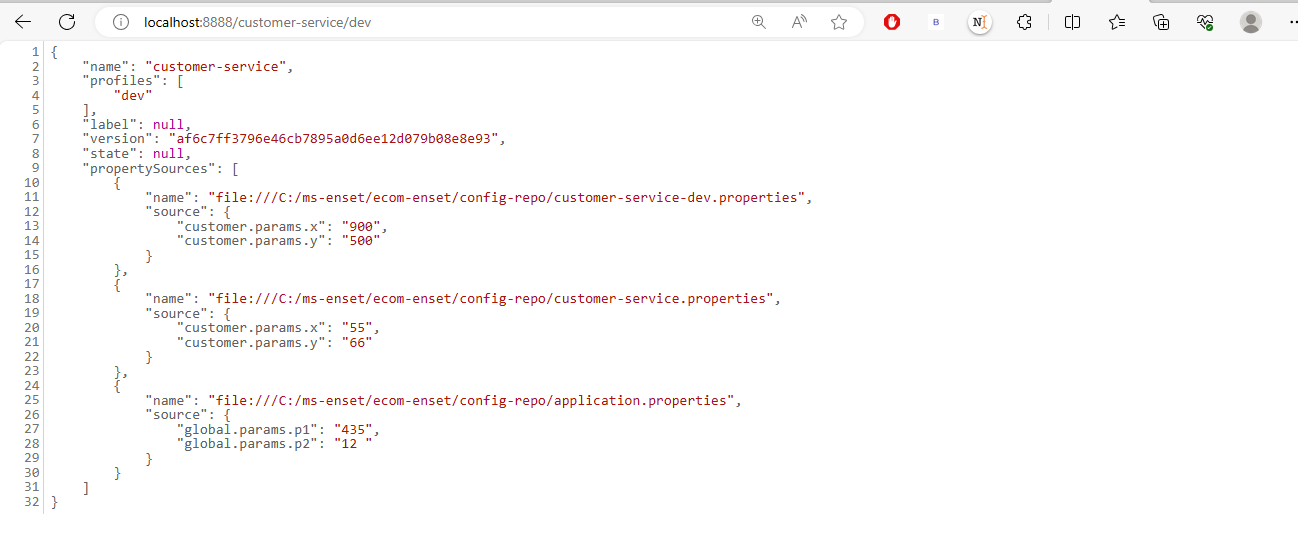 localhost:8888/customer-service/dev
1 {
2     "name": "customer-service",
3     "profiles": [
4         "dev"
5     ],
6     "label": null,
7     "version": "af6c7ff3796e46cb7895a0d6ee12d079b08e8e93",
8     "state": null,
9     "propertySources": [
10         {
11             "name": "file:///C:/ms-enset/ecom-enset/config-repo/customer-service-dev.properties",
12             "source": {
13                 "customer.params.x": "900",
14                 "customer.params.y": "500"
15             }
16         },
17         {
18             "name": "file:///C:/ms-enset/ecom-enset/config-repo/customer-service.properties",
19             "source": {
20                 "customer.params.x": "55",
21                 "customer.params.y": "66"
22             }
23         },
24         {
25             "name": "file:///C:/ms-enset/ecom-enset/config-repo/application.properties",
26             "source": {
27                 "global.params.p1": "435",
28                 "global.params.p2": "12 "
29             }
30         }
31     ]
32 }